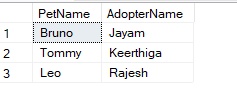 PetName AdopterName
1 Bruno Jayam
2 Tommy Keerthiga
3 Leo Rajesh